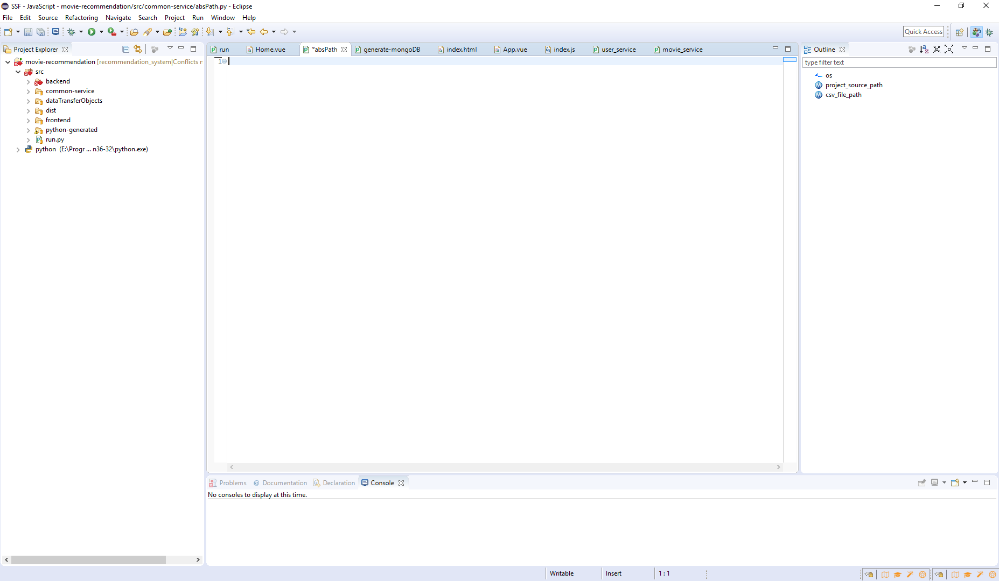 SSF - JavaScript - movie-recommendation/src/common-service/absPath.py - Eclipse
File Edit Source Refactoring Navigate Search Project Run Window Help
Quick Access
Project Explorer
movie-recommendation [recommendation_system|Conflicts r
src
backend
common-service
dataTransferObjects
dist
frontend
python-generated
run.py
python (E:\Progr ... n36-32\python.exe)
run Home.vue *absPath generate-mongoDB index.html App.vue index.js user_service movie_service
1
Outline
type filter text
os
project_source_path
csv_file_path
Problems @ Documentation Declaration Console
No consoles to display at this time.
Writable Insert 1 : 1